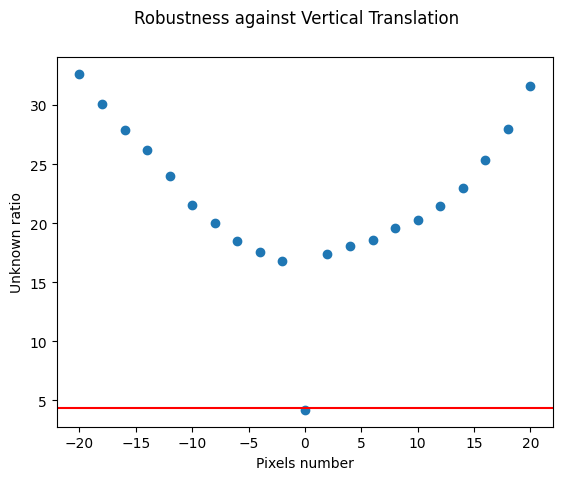 Robustness against Vertical Translation
30
25
20
15
10
5
Unknown ratio
−20 −15 −10 −5 0 5 10 15 20
Pixels number